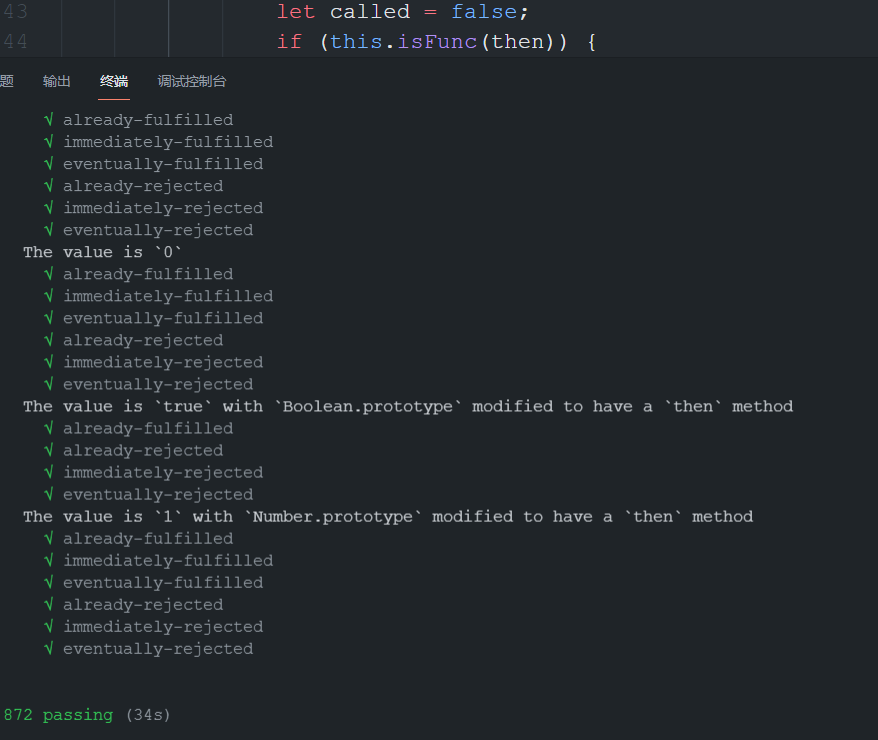 43 let called = false;
44 if (this.isFunc(then)) {
题 输出 终端 调试控制台
√ already-fulfilled
√ immediately-fulfilled
√ eventually-fulfilled
√ already-rejected
√ immediately-rejected
√ eventually-rejected
The value is `0`
√ already-fulfilled
√ immediately-fulfilled
√ eventually-fulfilled
√ already-rejected
√ immediately-rejected
√ eventually-rejected
The value is `true` with `Boolean.prototype` modified to have a `then` method
√ already-fulfilled
√ already-rejected
√ immediately-rejected
√ eventually-rejected
The value is `1` with `Number.prototype` modified to have a `then` method
√ already-fulfilled
√ immediately-fulfilled
√ eventually-fulfilled
√ already-rejected
√ immediately-rejected
√ eventually-rejected
872 passing (34s)